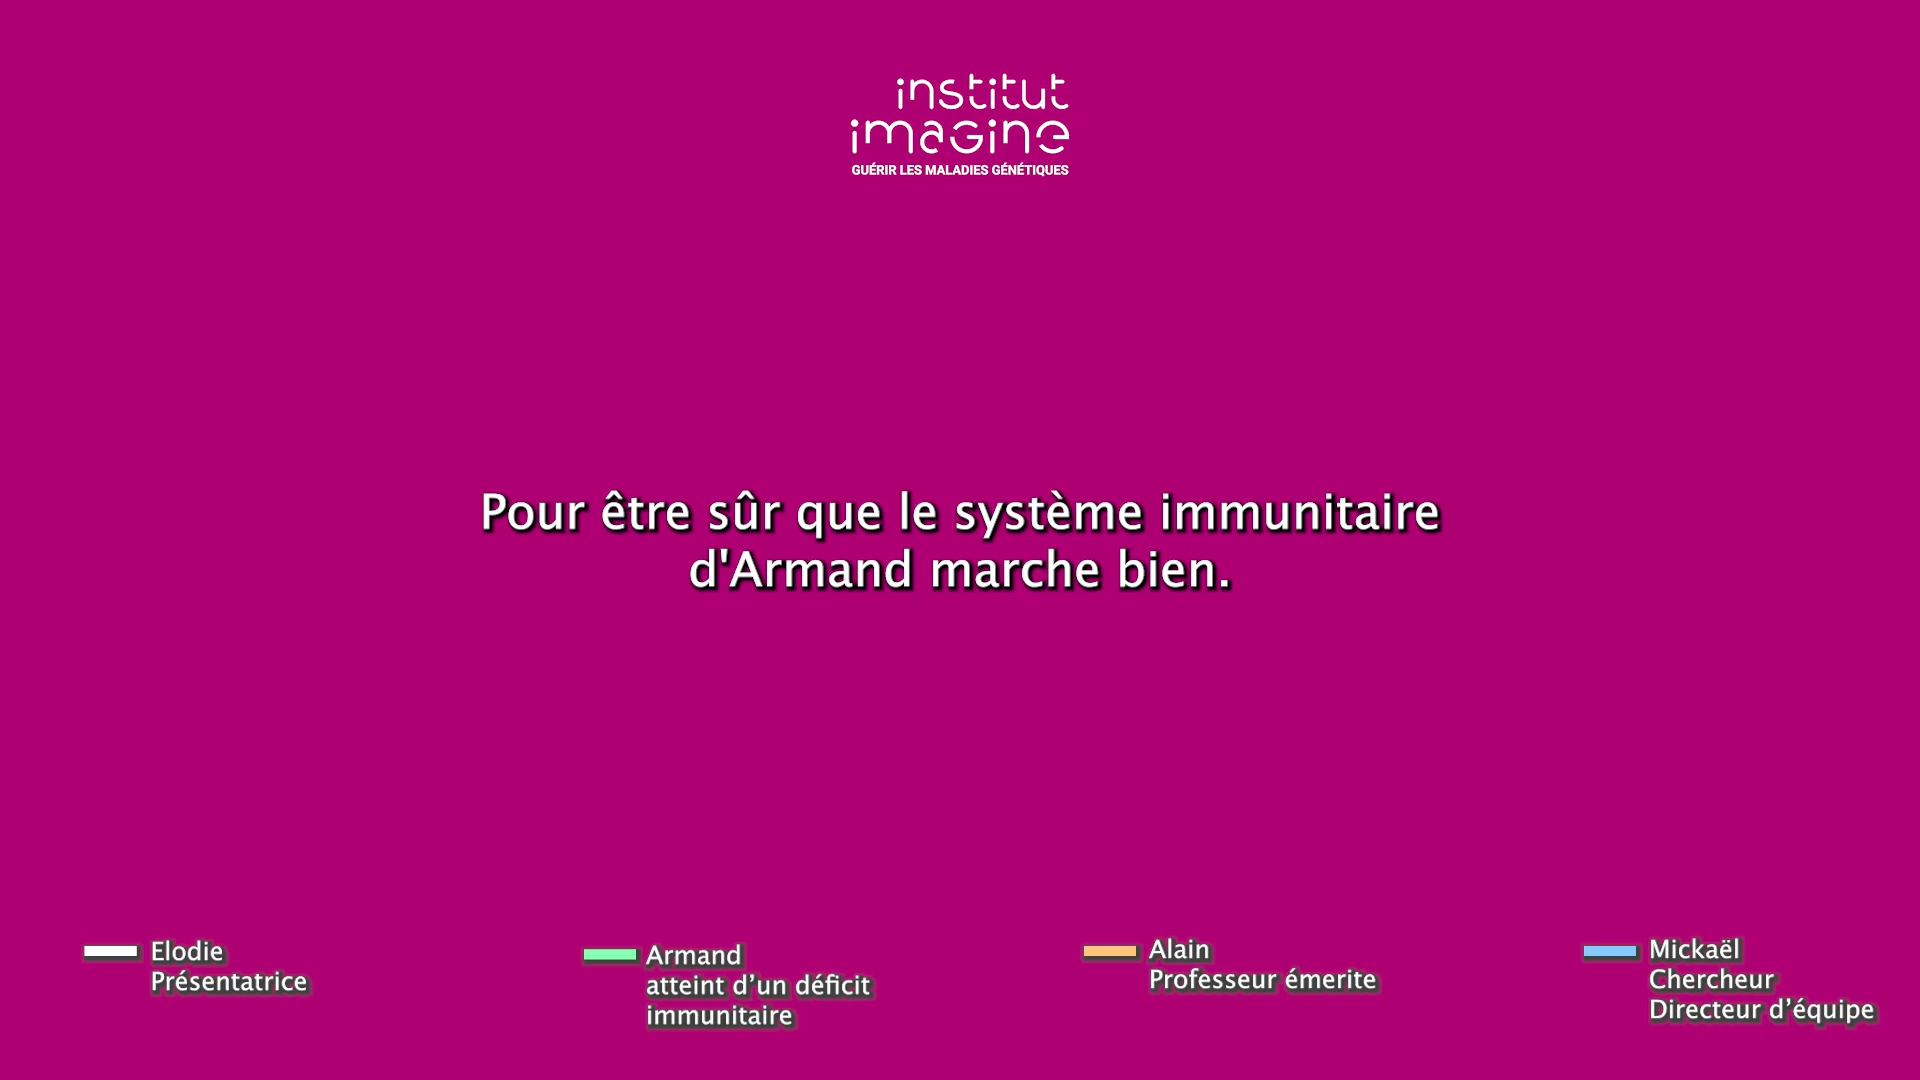 institut
imagine
GUÉRIR LES MALADIES GÉNÉTIQUES
Pour être sûr que le système immunitaire
d'Armand marche bien.
Elodie
Présentatrice
Armand
atteint d’un déficit
immunitaire
Alain
Professeur émerite
Mickaël
Chercheur
Directeur d’équipe